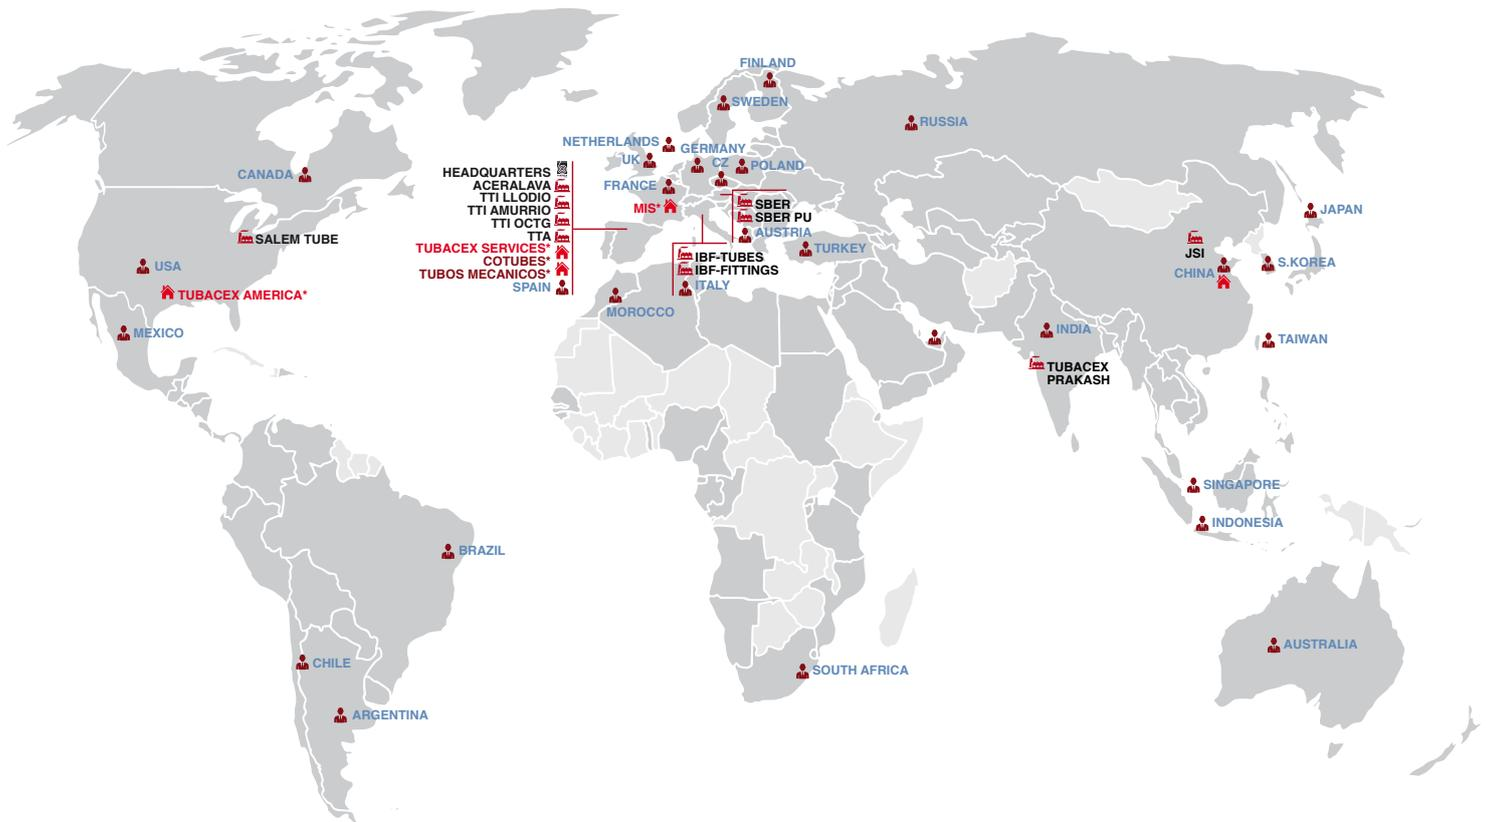 FINLAND
SWEDEN
RUSSIA
NETHERLANDS
GERMANY
UK
CZ
POLAND
CANADA
HEADQUARTERS
ACERALAVA
TTI LLODIO
TTI AMURRIO
TTI OCTG
TTA
TUBACEX SERVICES*
COTUBES*
TUBOS MECANICOS*
SPAIN
FRANCE
MIS*
SBER
SBER PU
AUSTRIA
TURKEY
IBF-TUBES
IBF-FITTINGS
ITALY
MOROCCO
SALEM TUBE
USA
TUBACEX AMERICA*
MEXICO
JAPAN
JSI
CHINA
S.KOREA
INDIA
TAIWAN
TUBACEX
PRAKASH
SINGAPORE
INDONESIA
BRAZIL
CHILE
ARGENTINA
SOUTH AFRICA
AUSTRALIA